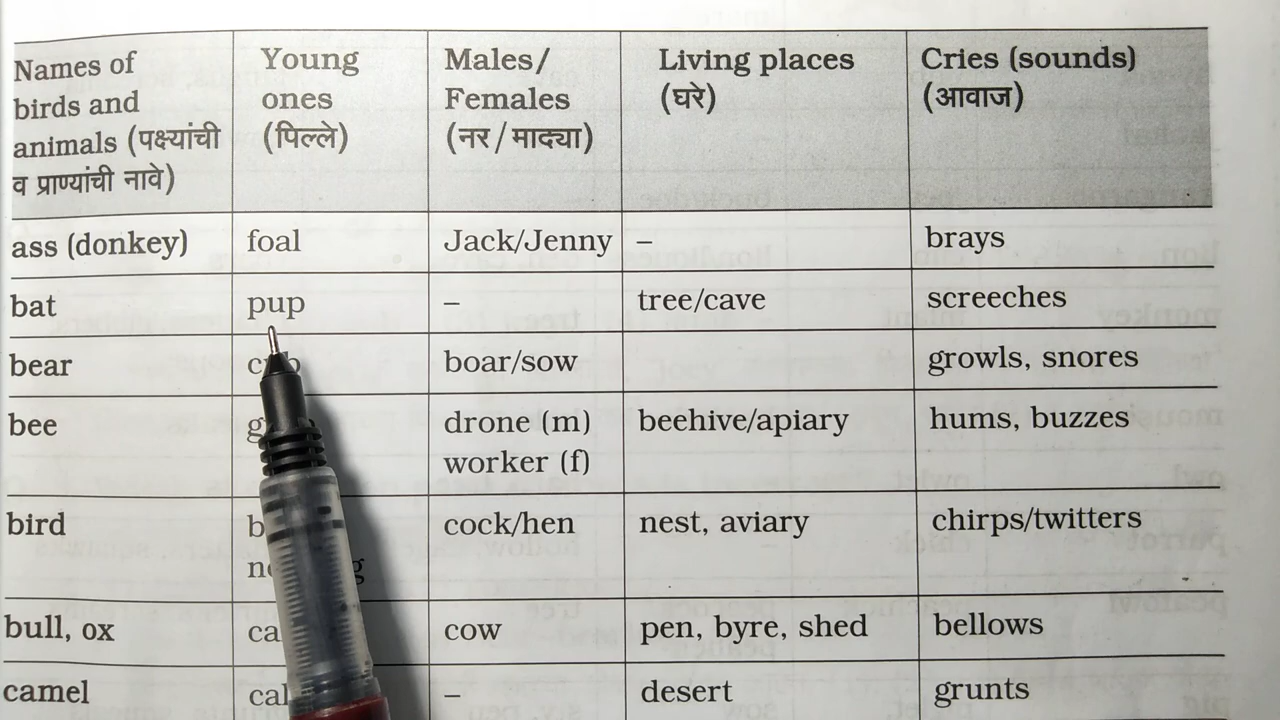 Names of birds and animals (पक्ष्यांची व प्राण्यांची नावे) Young ones (पिल्ले) Males/ Females (नर / माद्या) Living places (घरे) Cries (sounds) (आवाज)
ass (donkey) foal Jack/Jenny – brays
bat pup – tree/cave screeches
bear boar/sow growls, snores
bee drone (m) worker (f) beehive/apiary hums, buzzes
bird cock/hen nest, aviary chirps/twitters
bull, ox cow pen, byre, shed bellows
camel – desert grunts